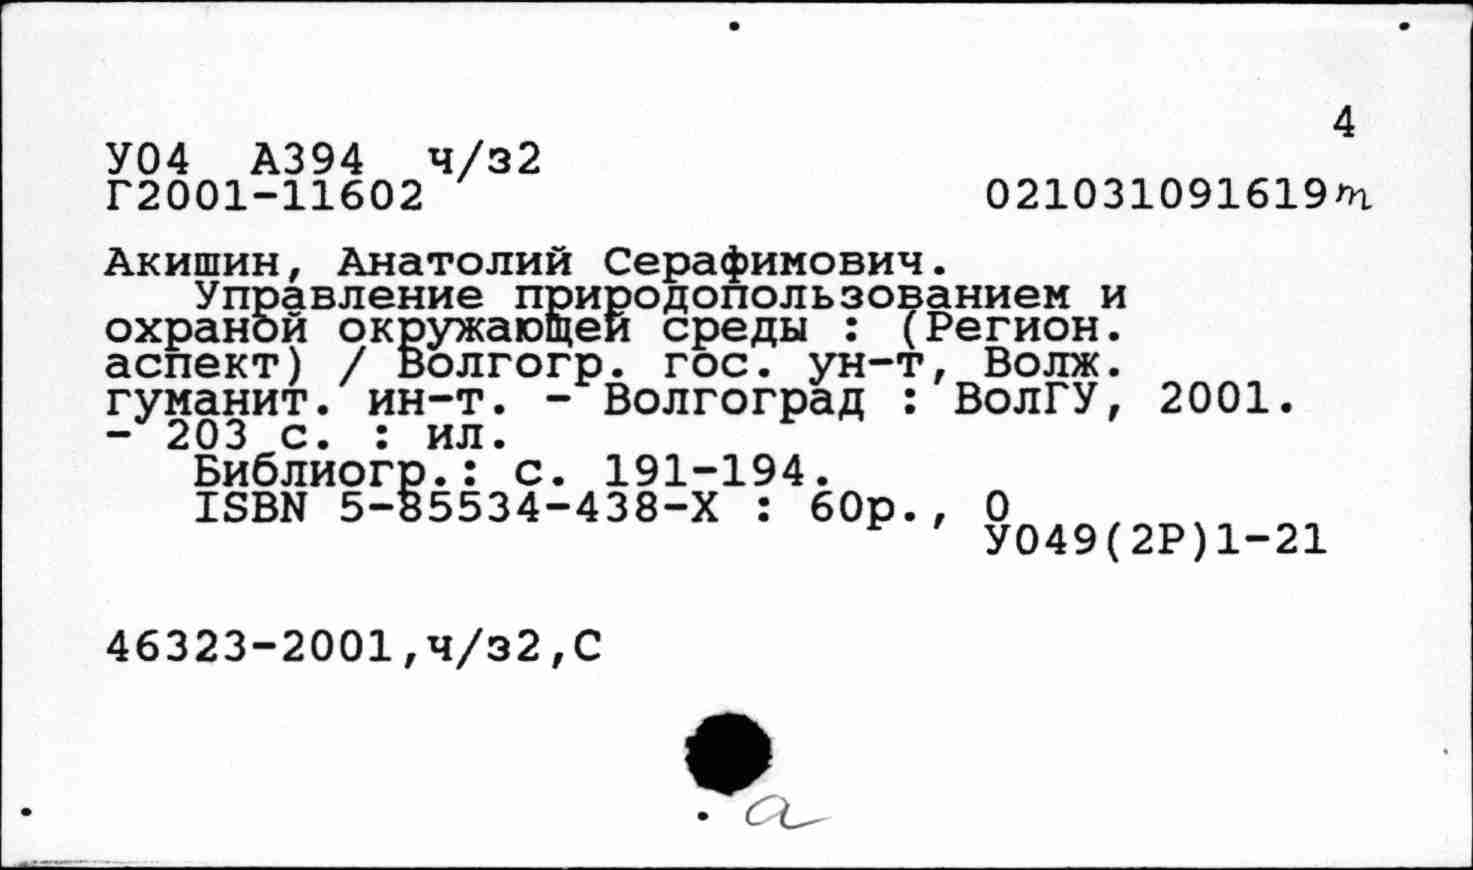 4
У04 А394 ч/з2
Г2001-11602 021031091619т
Акишин, Анатолий Серафимович.
Управление природопользованием и
охраной окружающей среды : (Регион.
аспект) / Волгогр. гос. ун-т, Волж.
гуманит. ин-т. - Волгоград : ВолГУ, 2001.
- 203 с. : ил.
Библиогр.: с. 191-194.
ISBN 5-85534-438-X : 60р., 0
У049(2Р)1-21
46323-2001,ч/з2,С
а